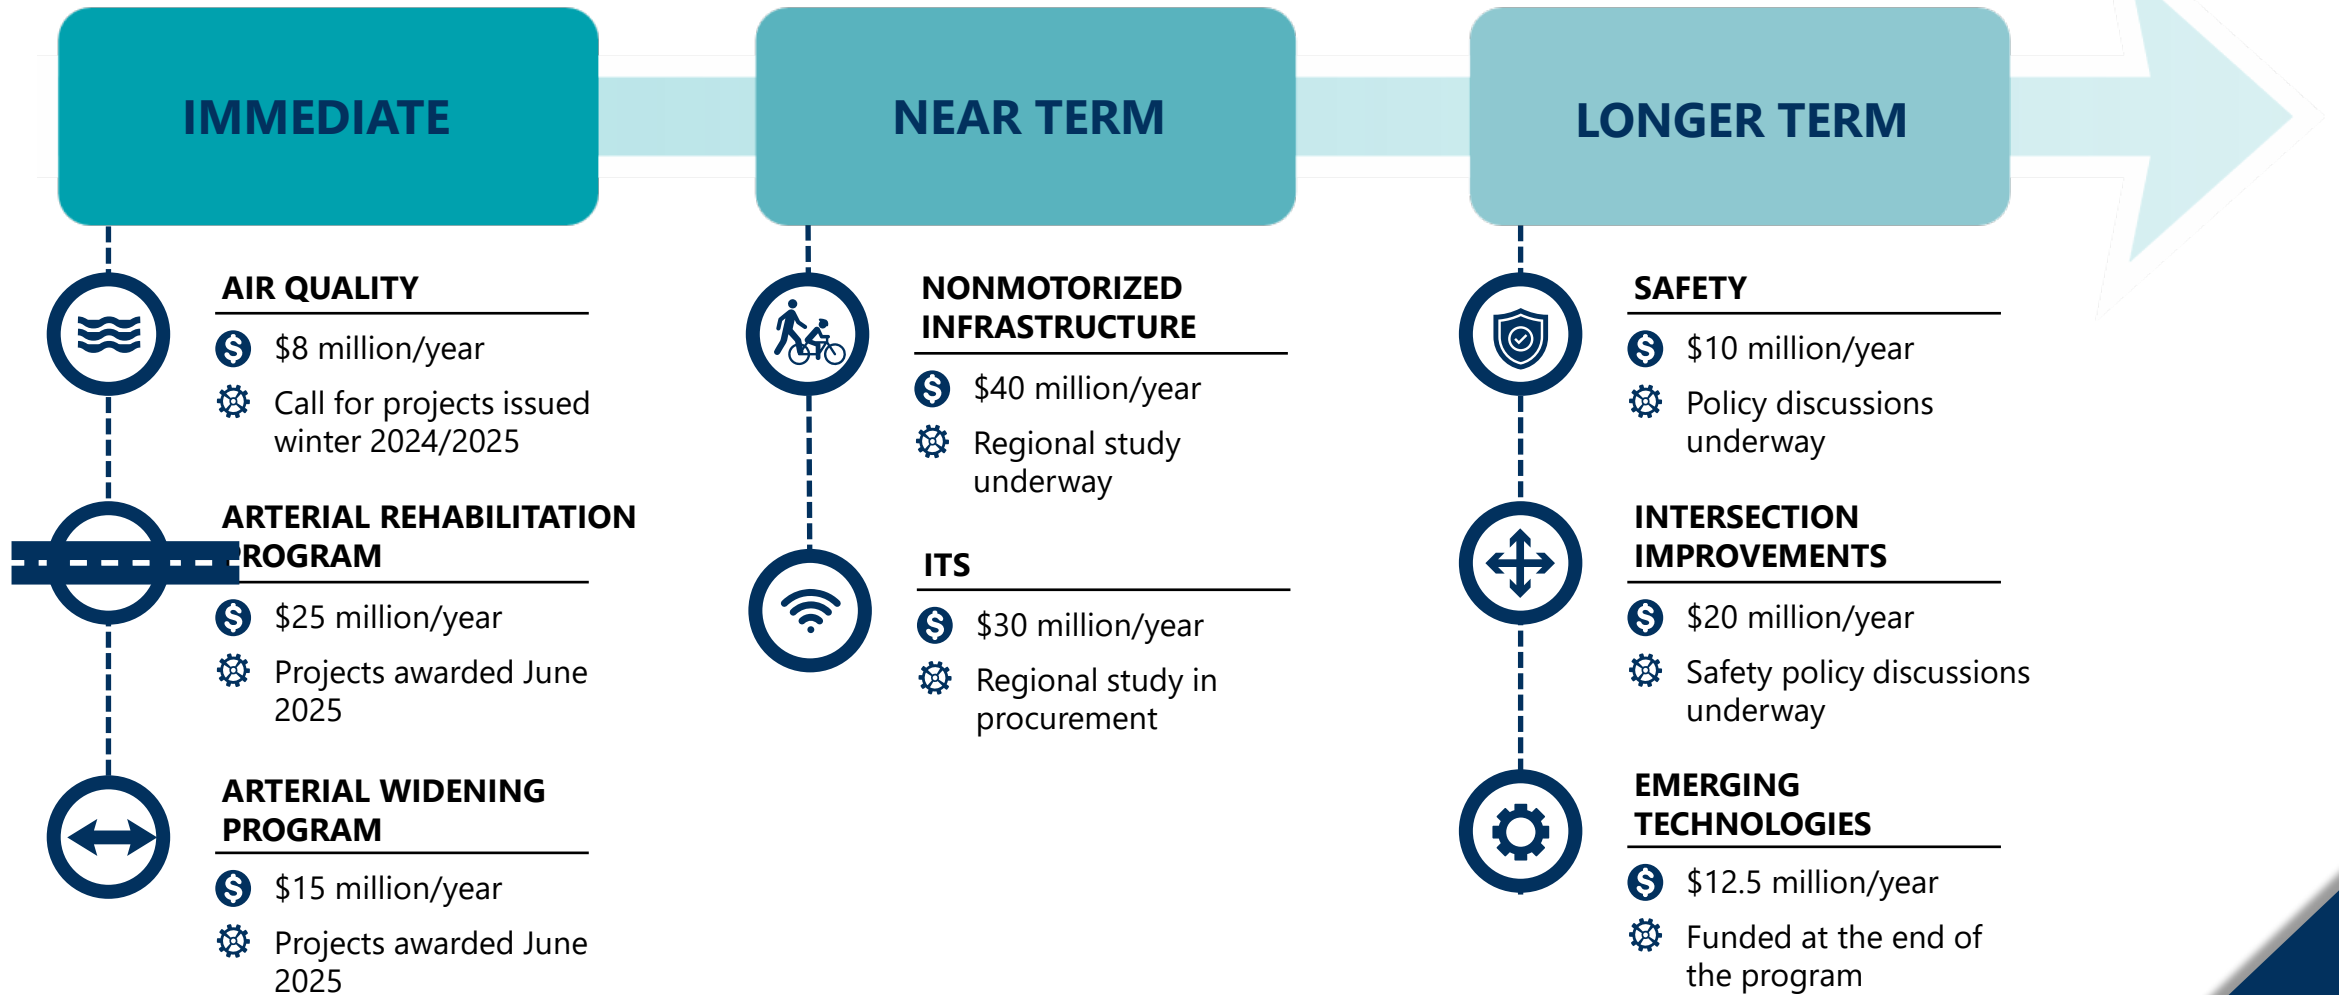 IMMEDIATE
AIR QUALITY
$8 million/year
Call for projects issued
winter 2024/2025
ARTERIAL REHABILITATION
PROGRAM
$25 million/year
Projects awarded June
2025
ARTERIAL WIDENING
PROGRAM
$15 million/year
Projects awarded June
2025
NEAR TERM
NONMOTORIZED
INFRASTRUCTURE
$40 million/year
Regional study
underway
ITS
$30 million/year
Regional study in
procurement
LONGER TERM
SAFETY
$10 million/year
Policy discussions
underway
INTERSECTION
IMPROVEMENTS
$20 million/year
Safety policy discussions
underway
EMERGING
TECHNOLOGIES
$12.5 million/year
Funded at the end of
the program